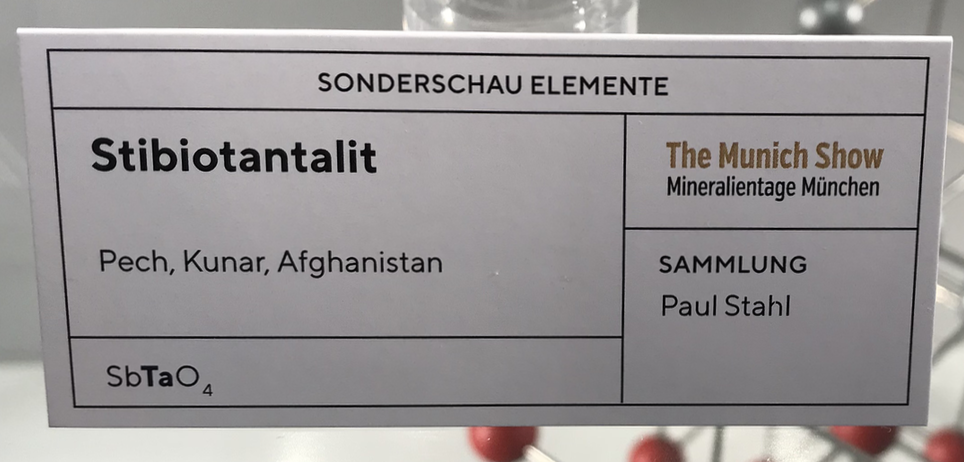 SONDERSCHAU ELEMENTE
Stibiotantalit
Pech, Kunar, Afghanistan
SbTaO₄
The Munich Show
Mineralientage München
SAMMLUNG
Paul Stahl